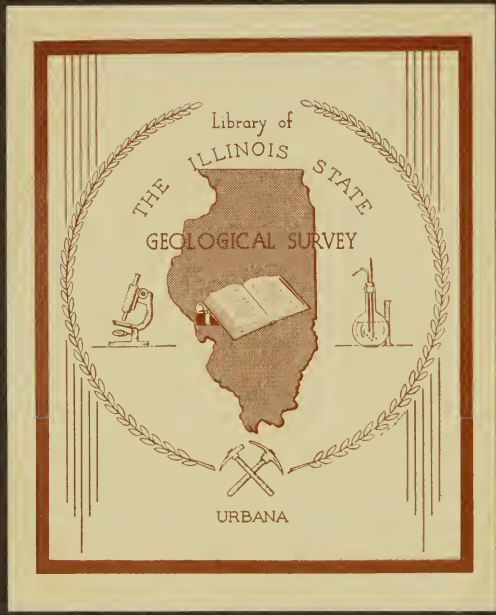 Library of
THE ILLINOIS STATE
GEOLOGICAL SURVEY
URBANA